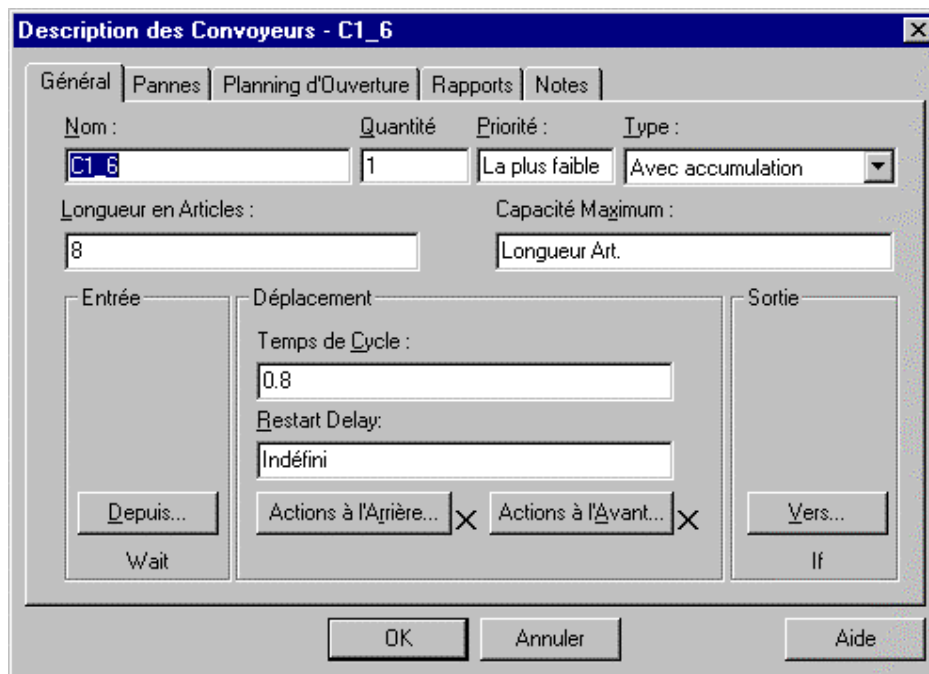 Description des Convoyeurs - C1_6
Général Pannes Planning d'Ouverture Rapports Notes
Nom : Quantité Priorité : Type :
C1_6 1 La plus faible Avec accumulation
Longueur en Articles : Capacité Maximum :
8 Longueur Art.
Entrée Déplacement Sortie
Temps de Cycle :
0.8
Restart Delay:
Indéfini
Depuis... Actions à l'Arrière... Actions à l'Avant... Vers...
Wait If
OK Annuler Aide